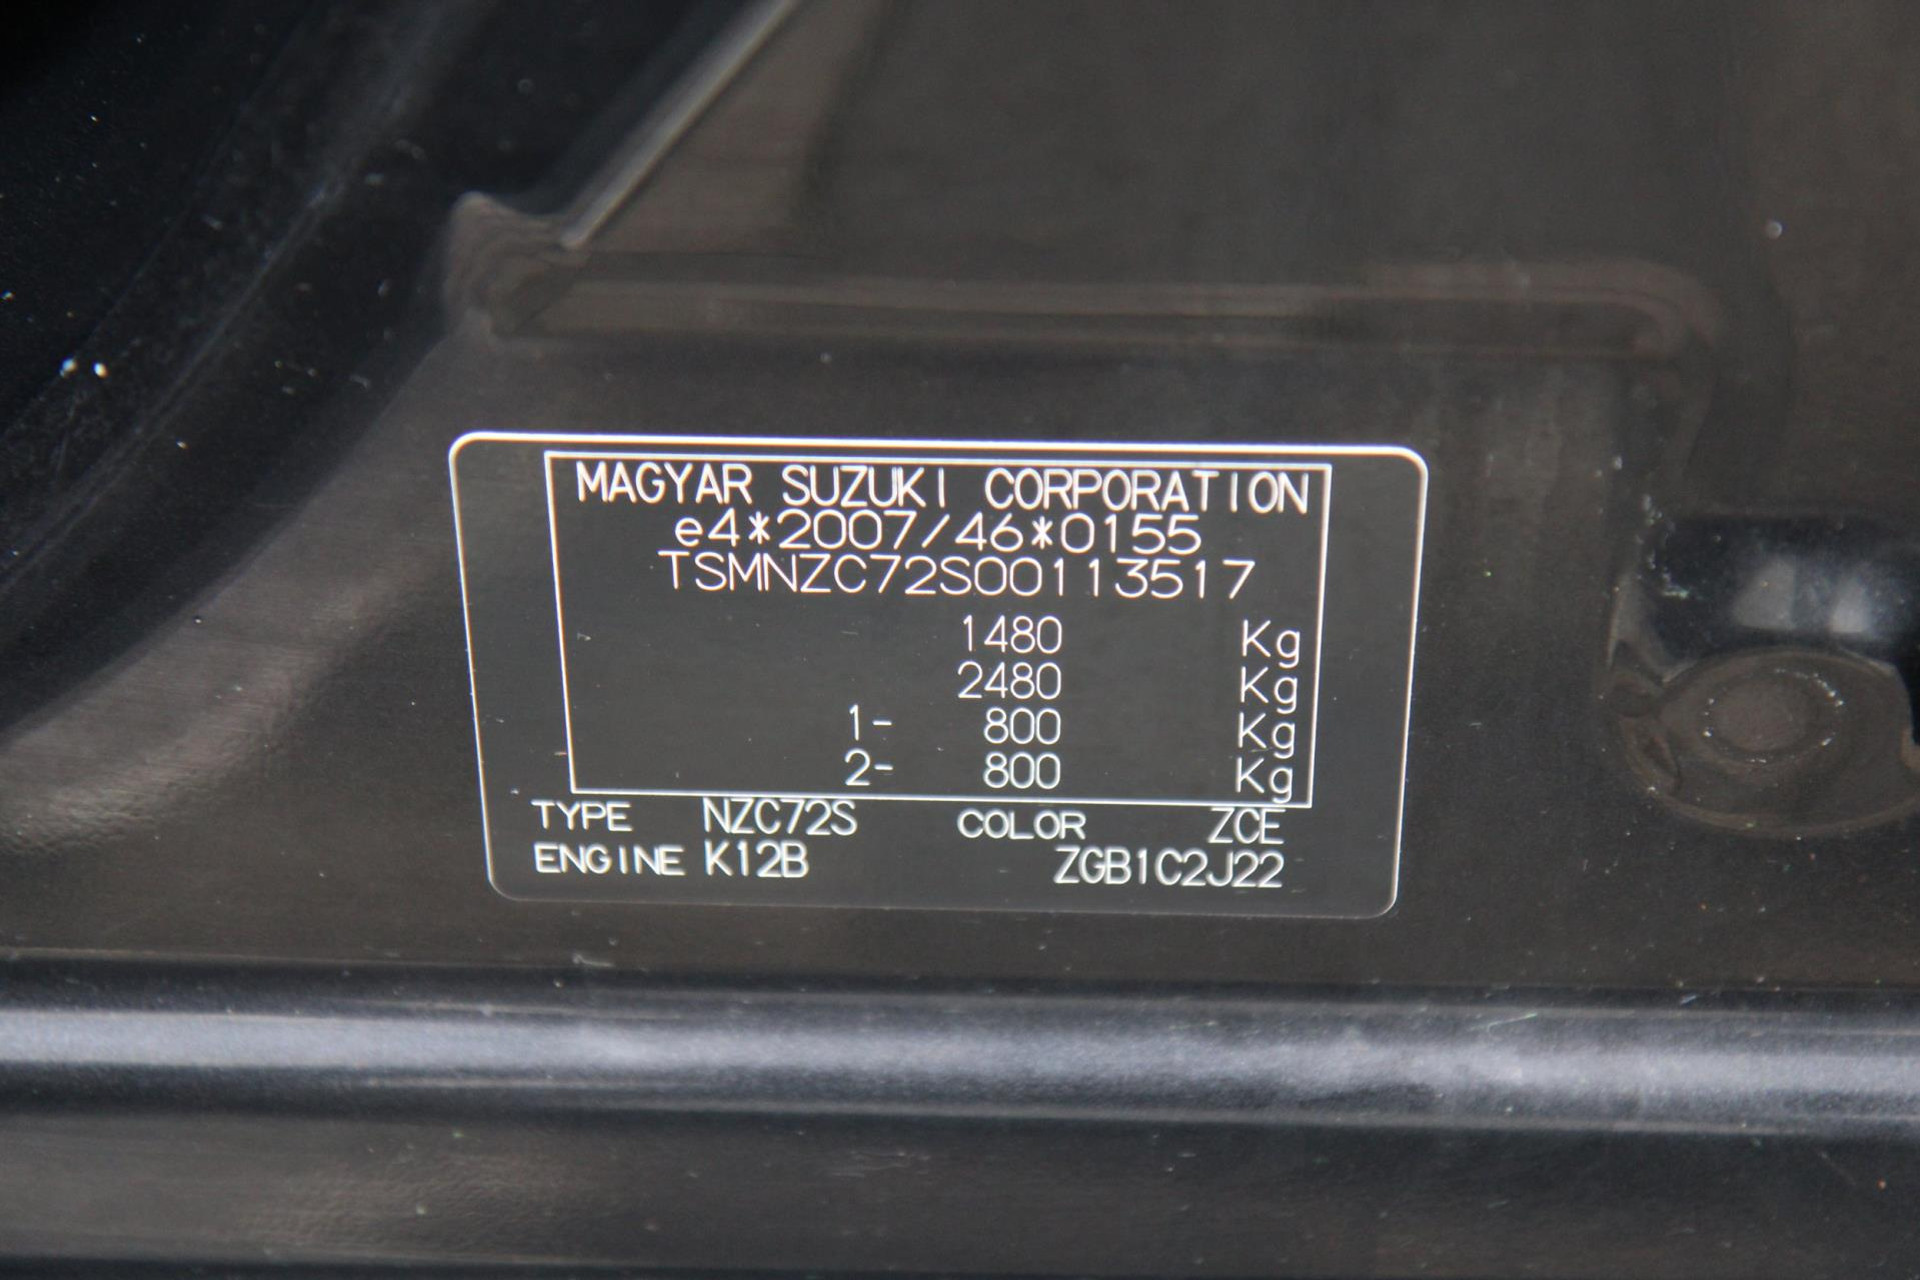 MAGYAR SUZUKI CORPORATION
e4*2007/46*0155
TSMNZC72S00113517
1480 Kg
2480 Kg
1- 800 Kg
2- 800 Kg
TYPE NZC72S COLOR ZCE
ENGINE K12B ZGB1C2J22